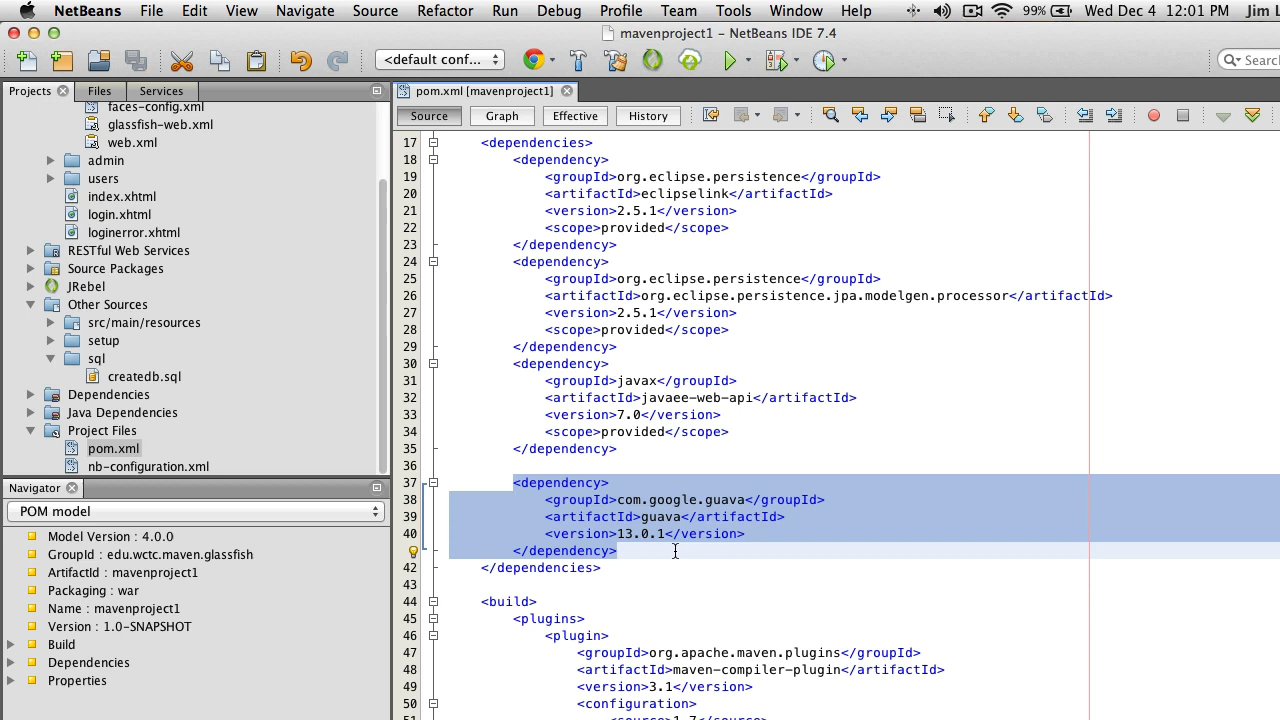 NetBeans File Edit View Navigate Source Refactor Run Debug Profile Team Tools Window Help 99% Wed Dec 4 12:01 PM Jim L
mavenproject1 – NetBeans IDE 7.4
<default conf...
Search
Projects Files Services
faces-config.xml
glassfish-web.xml
web.xml
admin
users
index.xhtml
login.xhtml
loginerror.xhtml
RESTful Web Services
Source Packages
JRebel
Other Sources
src/main/resources
setup
sql
createdb.sql
Dependencies
Java Dependencies
Project Files
pom.xml
nb-configuration.xml
Navigator
POM model
Model Version : 4.0.0
GroupId : edu.wctc.maven.glassfish
ArtifactId : mavenproject1
Packaging : war
Name : mavenproject1
Version : 1.0-SNAPSHOT
Build
Dependencies
Properties
pom.xml [mavenproject1]
Source Graph Effective History
17 <dependencies>
18 <dependency>
19 <groupId>org.eclipse.persistence</groupId>
20 <artifactId>eclipselink</artifactId>
21 <version>2.5.1</version>
22 <scope>provided</scope>
23 </dependency>
24 <dependency>
25 <groupId>org.eclipse.persistence</groupId>
26 <artifactId>org.eclipse.persistence.jpa.modelgen.processor</artifactId>
27 <version>2.5.1</version>
28 <scope>provided</scope>
29 </dependency>
30 <dependency>
31 <groupId>javax</groupId>
32 <artifactId>javaee-web-api</artifactId>
33 <version>7.0</version>
34 <scope>provided</scope>
35 </dependency>
36
37 <dependency>
38 <groupId>com.google.guava</groupId>
39 <artifactId>guava</artifactId>
40 <version>13.0.1</version>
</dependency>
42 </dependencies>
43
44 <build>
45 <plugins>
46 <plugin>
47 <groupId>org.apache.maven.plugins</groupId>
48 <artifactId>maven-compiler-plugin</artifactId>
49 <version>3.1</version>
50 <configuration>
51 <source>1.7</source>